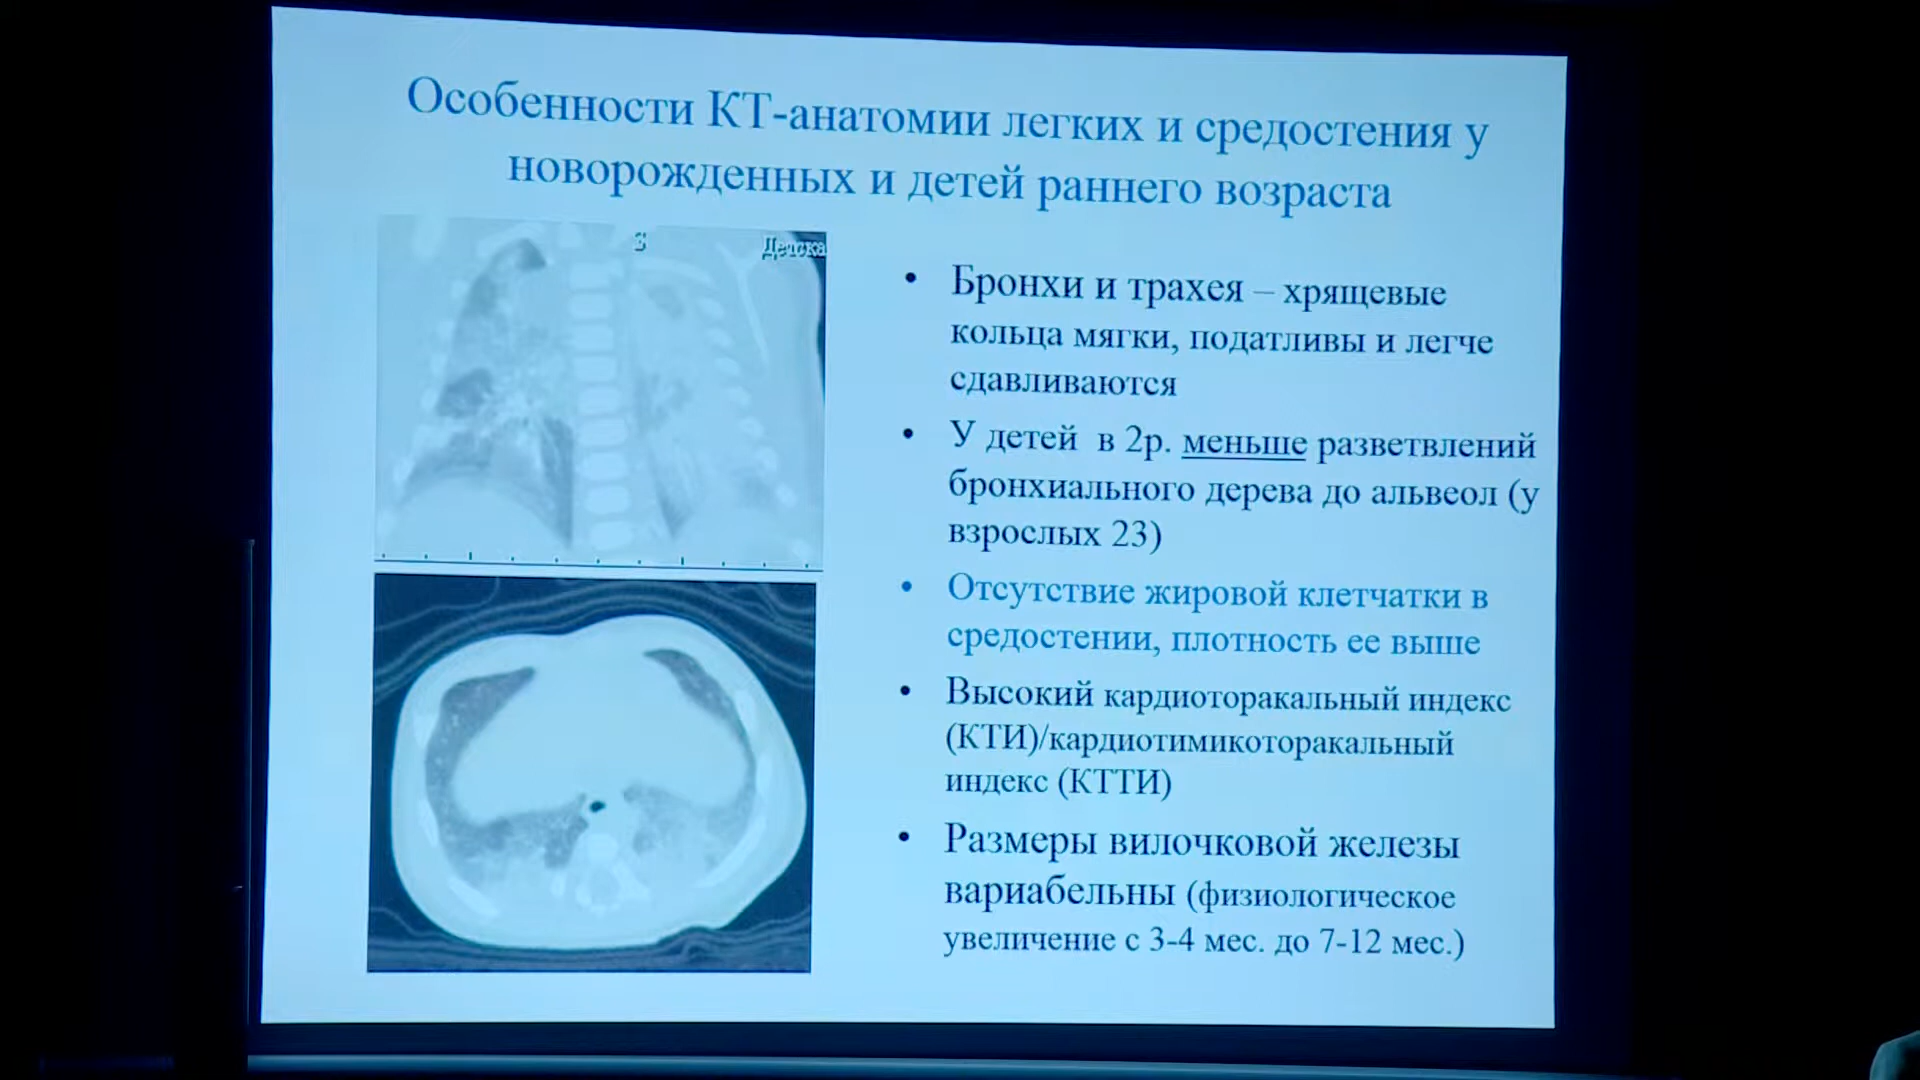 Особенности КТ-анатомии легких и средостения у
новорожденных и детей раннего возраста
Детска
• Бронхи и трахея – хрящевые
кольца мягки, податливы и легче
сдавливаются
• У детей в 2р. меньше разветвлений
бронхиального дерева до альвеол (у
взрослых 23)
• Отсутствие жировой клетчатки в
средостении, плотность ее выше
• Высокий кардиоторакальный индекс
(КТИ)/кардиотимикоторакальный
индекс (КТТИ)
• Размеры вилочковой железы
вариабельны (физиологическое
увеличение с 3-4 мес. до 7-12 мес.)